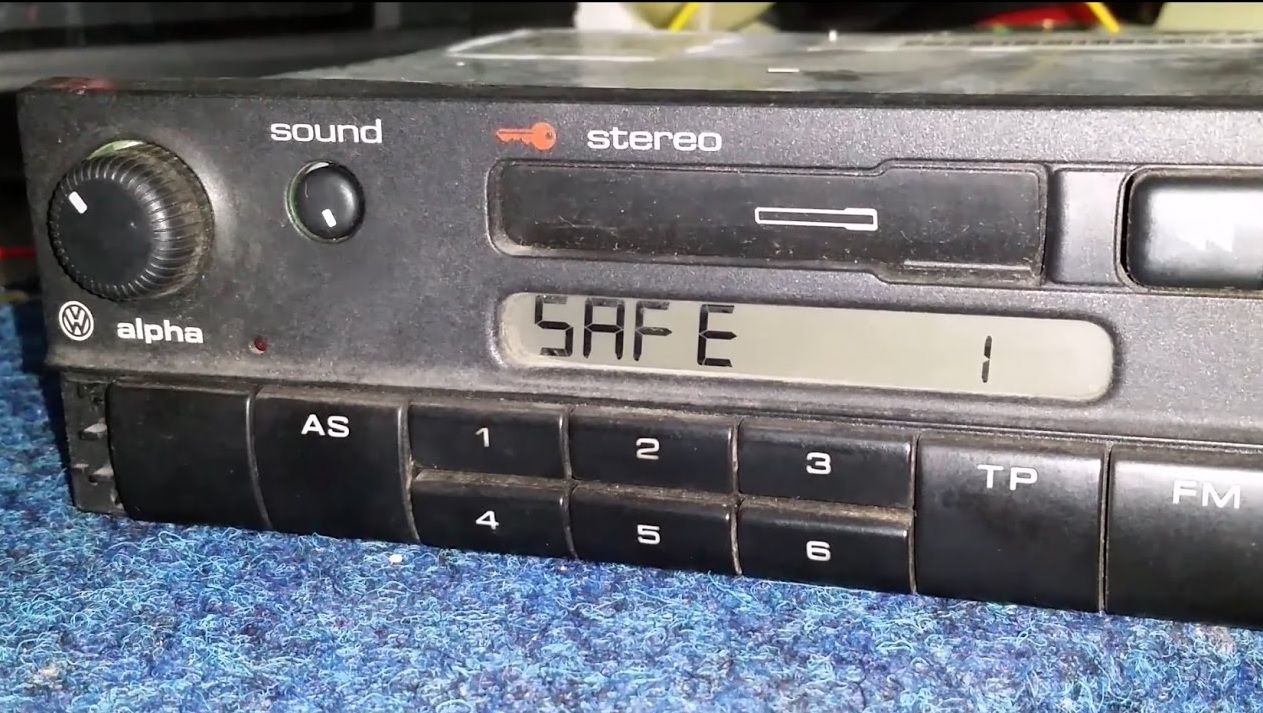 sound
stereo
alpha
SAFE 1
AS 1 2 3 TP FM
4 5 6